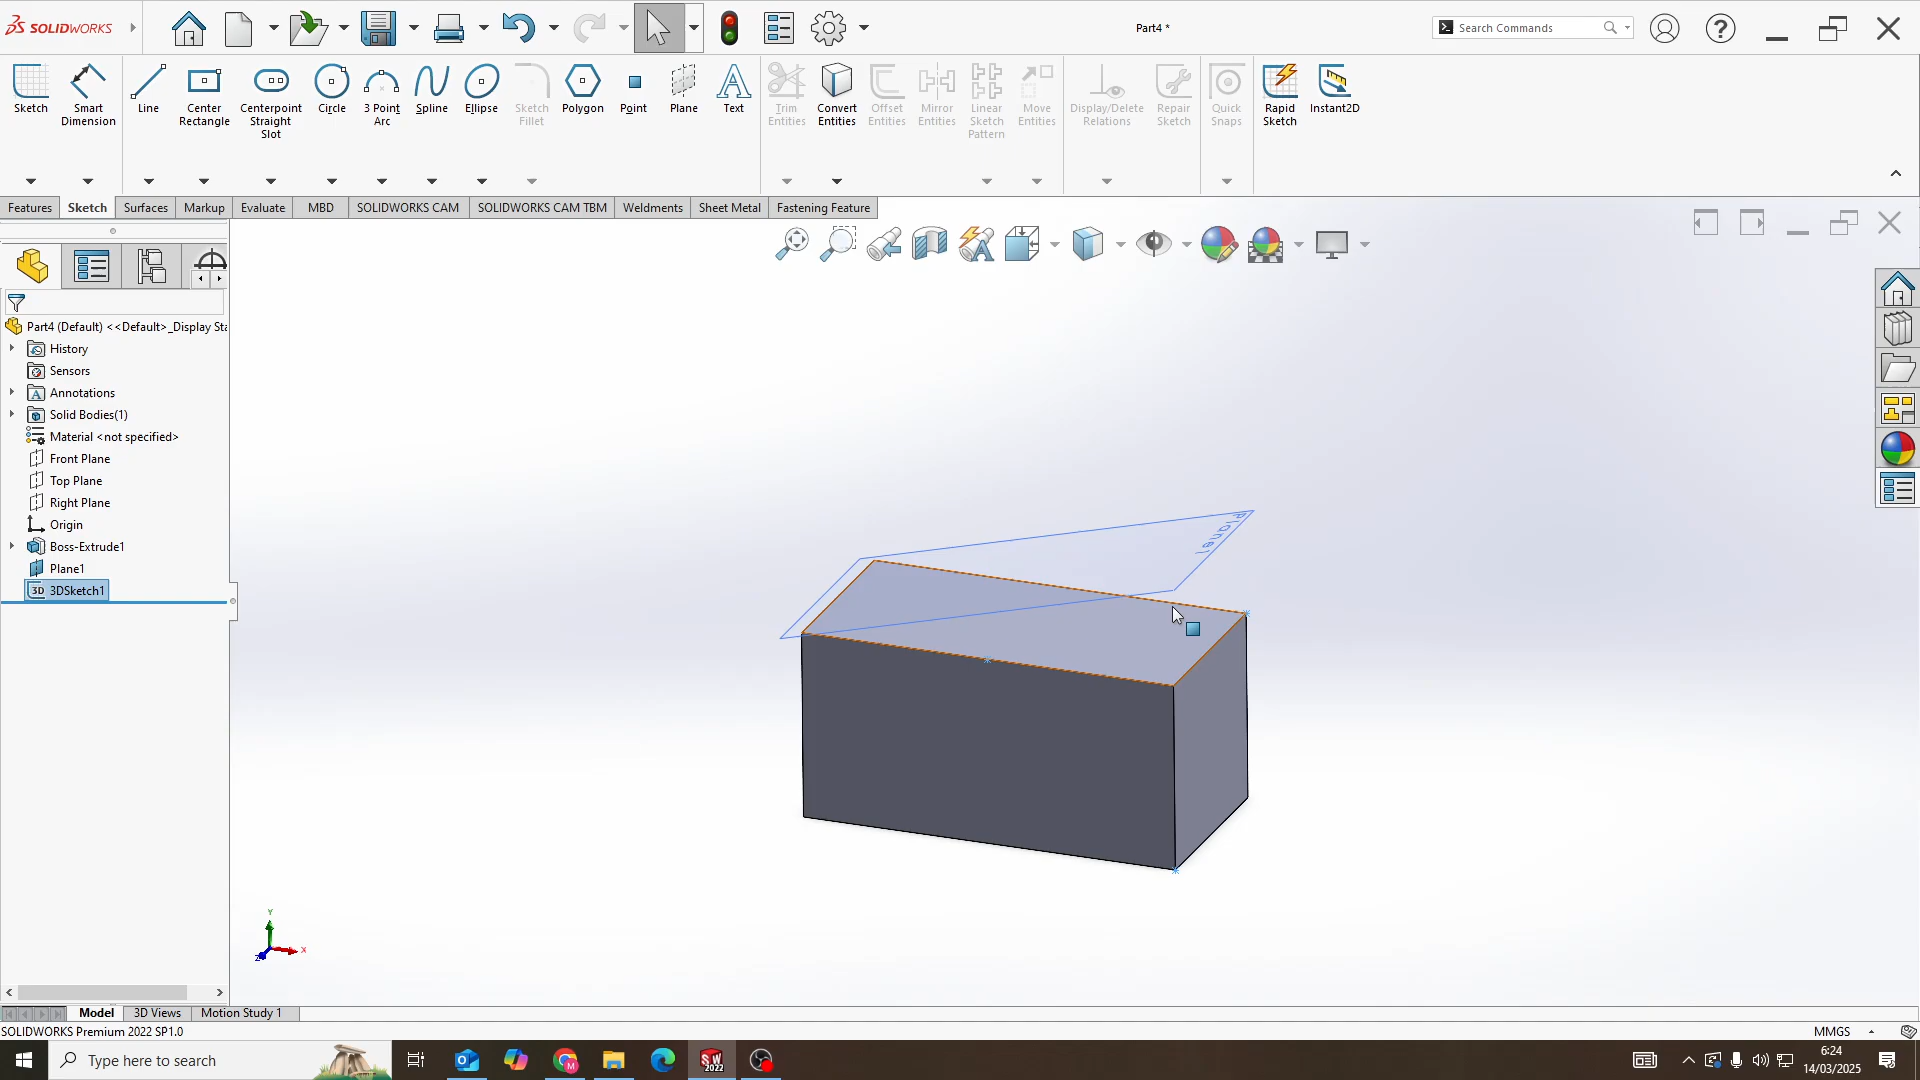 SOLIDWORKS
Part4 *
Search Commands
Sketch
Smart Dimension
Line
Center Rectangle
Centerpoint Straight Slot
Circle
3 Point Arc
Spline
Ellipse
Sketch Fillet
Polygon
Point
Plane
Text
Trim Entities
Convert Entities
Offset Entities
Mirror Entities
Linear Sketch Pattern
Move Entities
Display/Delete Relations
Repair Sketch
Quick Snaps
Rapid Sketch
Instant2D
Features
Sketch
Surfaces
Markup
Evaluate
MBD
SOLIDWORKS CAM
SOLIDWORKS CAM TBM
Weldments
Sheet Metal
Fastening Feature
Part4 (Default) <<Default>_Display Sta
History
Sensors
Annotations
Solid Bodies(1)
Material <not specified>
Front Plane
Top Plane
Right Plane
Origin
Boss-Extrude1
Plane1
3D 3DSketch1
Plane1
Y
X
Z
Model
3D Views
Motion Study 1
SOLIDWORKS Premium 2022 SP1.0
MMGS
Type here to search
SW
2022
6:24
14/03/2025